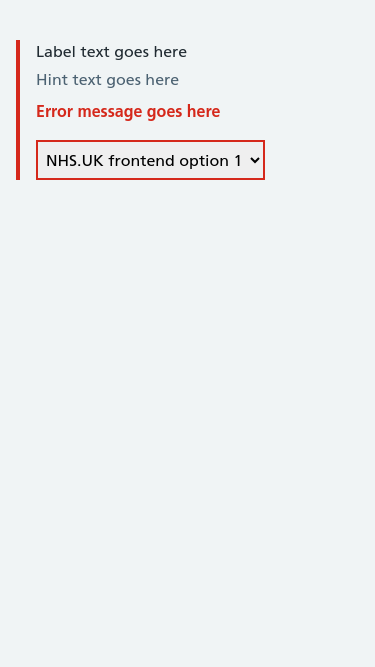 Label text goes here
Hint text goes here
Error message goes here
NHS.UK frontend option 1